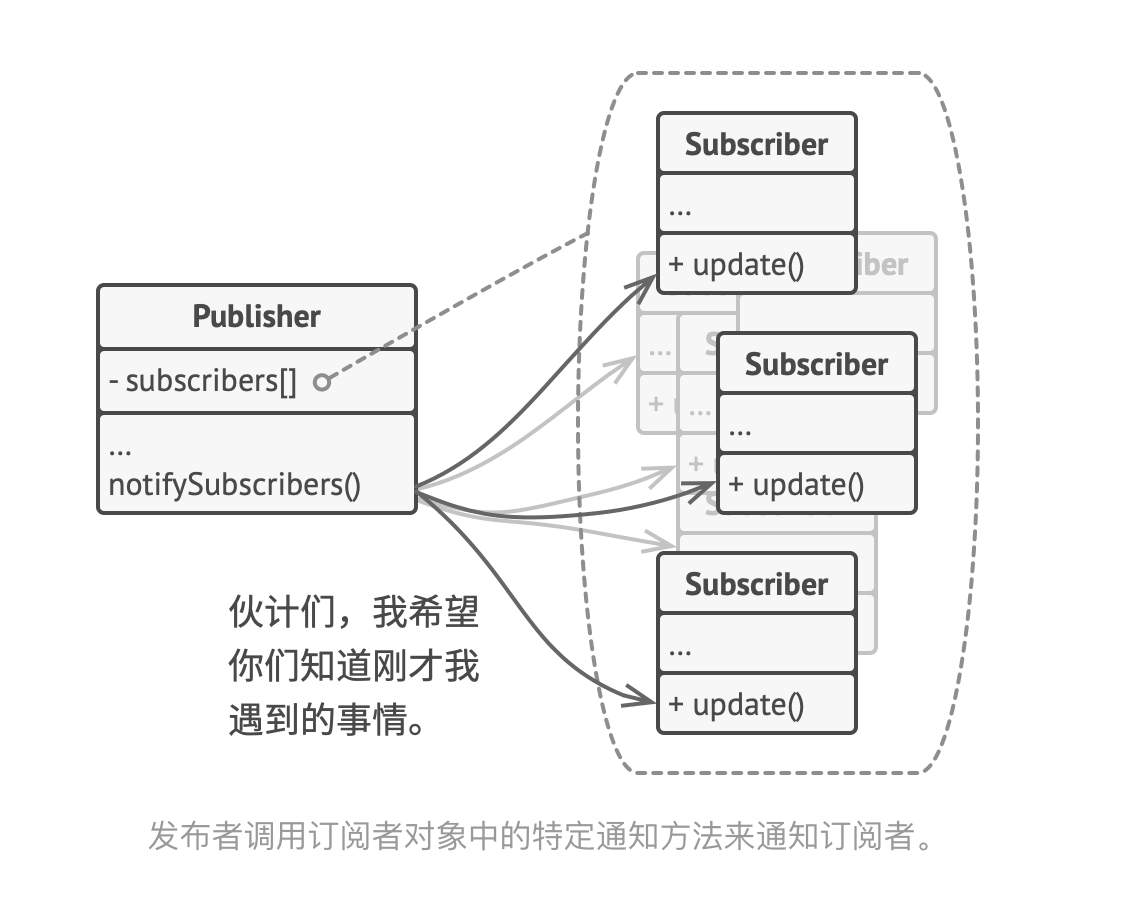 Subscriber
...
+ update()
iber
Publisher
- subscribers[]
...
notifySubscribers()
...
+
Subscriber
...
+ update()
...
+
Subscriber
...
+ update()
伙计们，我希望
你们知道刚才我
遇到的事情。
发布者调用订阅者对象中的特定通知方法来通知订阅者。